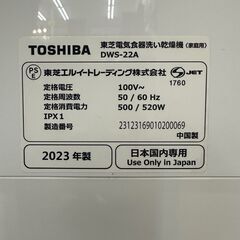 TOSHIBA
東芝電気食器洗い乾燥機(家庭用)
DWS-22A
PS E
東芝エルイートレーディング株式会社
S JET
1760
定格電圧 100V~
定格周波数 50 / 60 Hz
定格消費電力 500 / 520W
IPX1
製造番号 23123169010200069
中国製
2023 年製
日本国内専用
Use Only in Japan